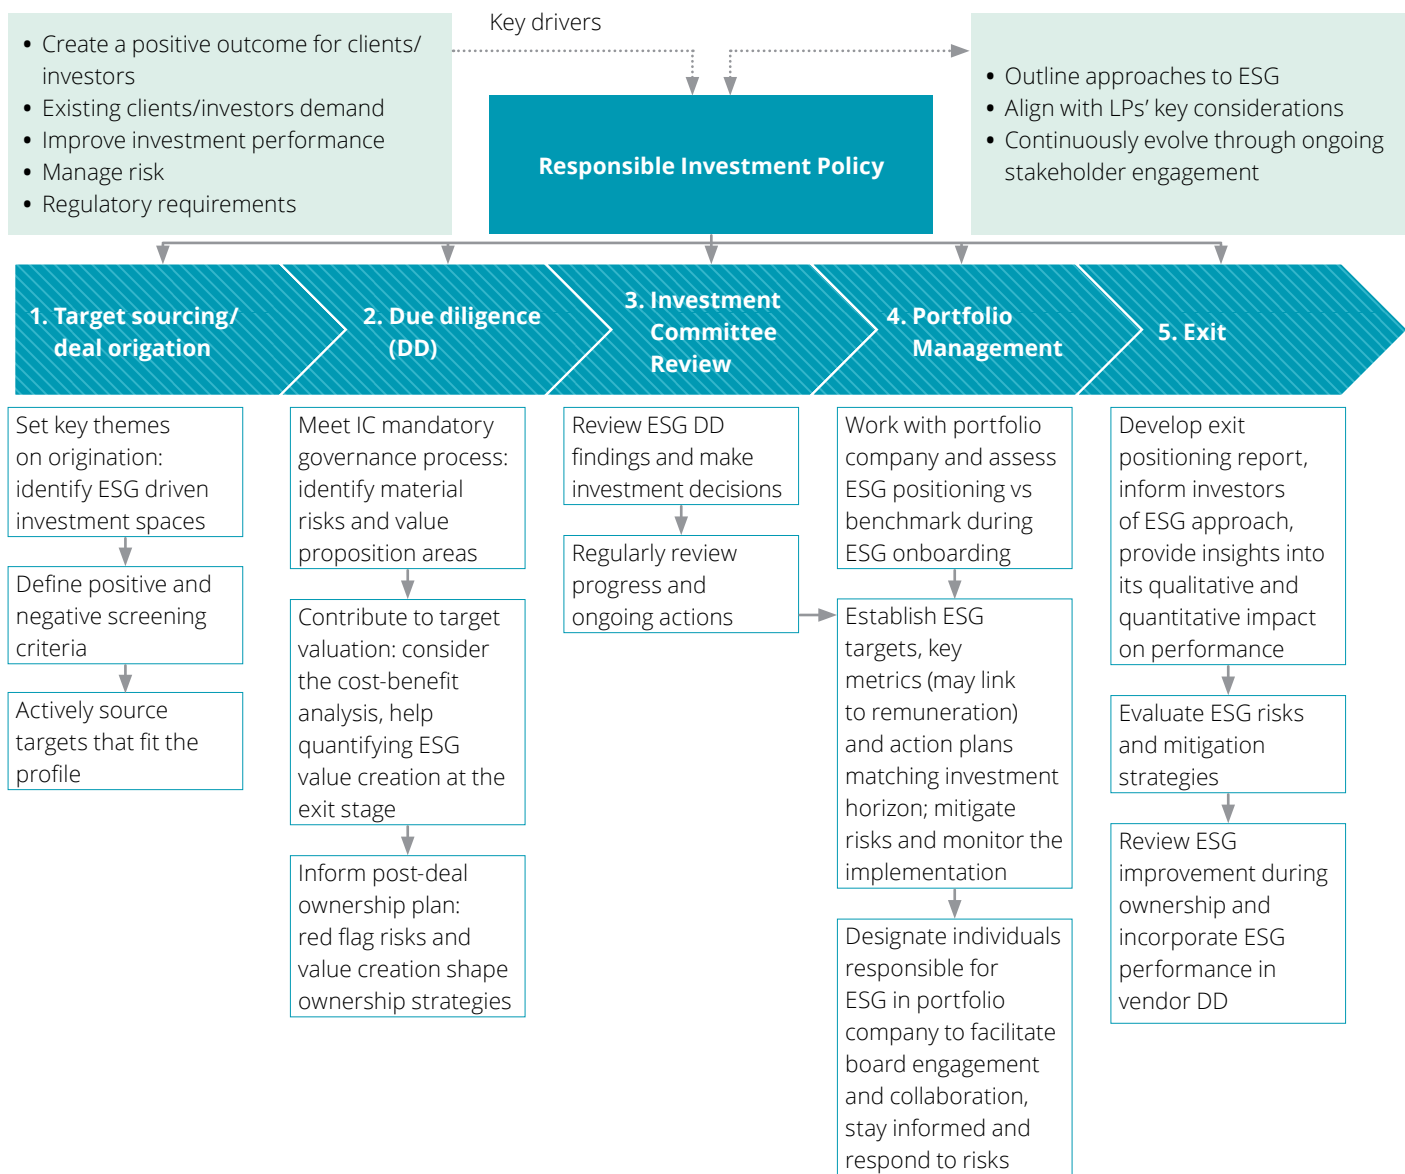 Key drivers
• Create a positive outcome for clients/
investors
• Existing clients/investors demand
• Improve investment performance
• Manage risk
• Regulatory requirements
Responsible Investment Policy
• Outline approaches to ESG
• Align with LPs’ key considerations
• Continuously evolve through ongoing
stakeholder engagement
1. Target sourcing/
deal origation
2. Due diligence
(DD)
3. Investment
Committee
Review
4. Portfolio
Management
5. Exit
Set key themes
on origination:
identify ESG driven
investment spaces
Define positive and
negative screening
criteria
Actively source
targets that fit the
profile
Meet IC mandatory
governance process:
identify material
risks and value
proposition areas
Contribute to target
valuation: consider
the cost-benefit
analysis, help
quantifying ESG
value creation at the
exit stage
Inform post-deal
ownership plan:
red flag risks and
value creation shape
ownership strategies
Review ESG DD
findings and make
investment decisions
Regularly review
progress and
ongoing actions
Work with portfolio
company and assess
ESG positioning vs
benchmark during
ESG onboarding
Establish ESG
targets, key
metrics (may link
to remuneration)
and action plans
matching investment
horizon; mitigate
risks and monitor the
implementation
Designate individuals
responsible for
ESG in portfolio
company to facilitate
board engagement
and collaboration,
stay informed and
respond to risks
Develop exit
positioning report,
inform investors
of ESG approach,
provide insights into
its qualitative and
quantitative impact
on performance
Evaluate ESG risks
and mitigation
strategies
Review ESG
improvement during
ownership and
incorporate ESG
performance in
vendor DD